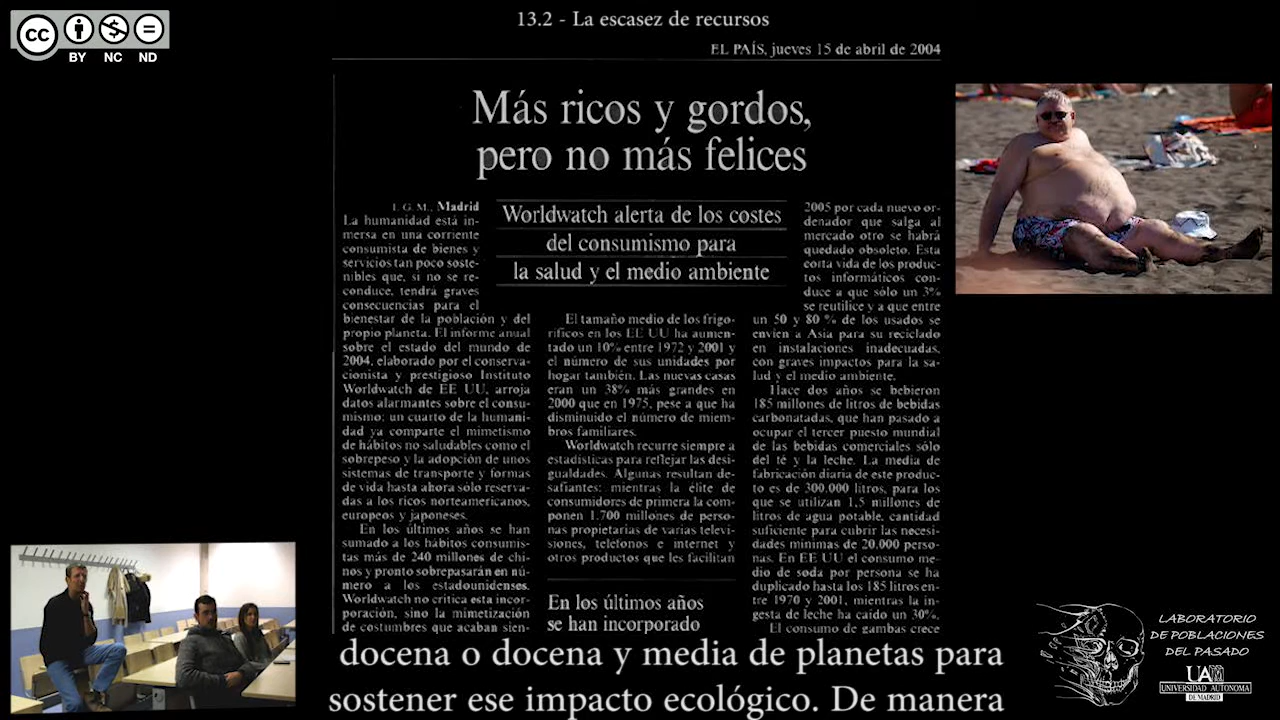 cc
BY NC ND
13.2 - La escasez de recursos
EL PAÍS, jueves 15 de abril de 2004
Más ricos y gordos,
pero no más felices
I. G. M., Madrid
La humanidad está in-
mersa en una corriente
consumista de bienes y
servicios tan poco soste-
nibles que, si no se re-
conduce, tendrá graves
consecuencias para el
bienestar de la población y del
propio planeta. El informe anual
sobre el estado del mundo de
2004, elaborado por el conserva-
cionista y prestigioso Instituto
Worldwatch de EE UU, arroja
datos alarmantes sobre el consu-
mismo: un cuarto de la humani-
dad ya comparte el mimetismo
de hábitos no saludables como el
sobrepeso y la adopción de unos
sistemas de transporte y formas
de vida hasta ahora sólo reserva-
das a los ricos norteamericanos,
europeos y japoneses.
En los últimos años se han
sumado a los hábitos consumis-
tas más de 240 millones de chi-
nos y pronto sobrepasarán en nú-
mero a los estadounidenses.
Worldwatch no critica esta incor-
poración, sino la mimetización
de costumbres que acaban sien-
Worldwatch alerta de los costes
del consumismo para
la salud y el medio ambiente
El tamaño medio de los frigo-
ríficos en los EE UU ha aumen-
tado un 10% entre 1972 y 2001 y
el número de sus unidades por
hogar también. Las nuevas casas
eran un 38% más grandes en
2000 que en 1975, pese a que ha
disminuido el número de miem-
bros familiares.
Worldwatch recurre siempre a
estadísticas para reflejar las desi-
gualdades. Algunas resultan de-
safiantes: mientras la élite de
consumidores de primera la com-
ponen 1.700 millones de perso-
nas propietarias de varias televi-
siones, teléfonos e internet y
otros productos que les facilitan
En los últimos años
se han incorporado
2005 por cada nuevo or-
denador que salga al
mercado otro se habrá
quedado obsoleto. Esta
corta vida de los produc-
tos informáticos con-
duce a que sólo un 3%
se reutilice y a que entre
un 50 y 80 % de los usados se
envíen a Asia para su reciclado
en instalaciones inadecuadas,
con graves impactos para la sa-
lud y el medio ambiente.
Hace dos años se bebieron
185 millones de litros de bebidas
carbonatadas, que han pasado a
ocupar el tercer puesto mundial
de las bebidas comerciales sólo
del té y la leche. La media de
fabricación diaria de este produc-
to es de 300.000 litros, para los
que se utilizan 1,5 millones de
litros de agua potable, cantidad
suficiente para cubrir las necesi-
dades mínimas de 20.000 perso-
nas. En EE UU el consumo me-
dio de soda por persona se ha
duplicado hasta los 185 litros en-
tre 1970 y 2001, mientras la in-
gesta de leche ha caído un 30%.
El consumo de gambas crece
docena o docena y media de planetas para
sostener ese impacto ecológico. De manera
LABORATORIO
DE POBLACIONES
DEL PASADO
UAM
UNIVERSIDAD AUTONOMA
DE MADRID